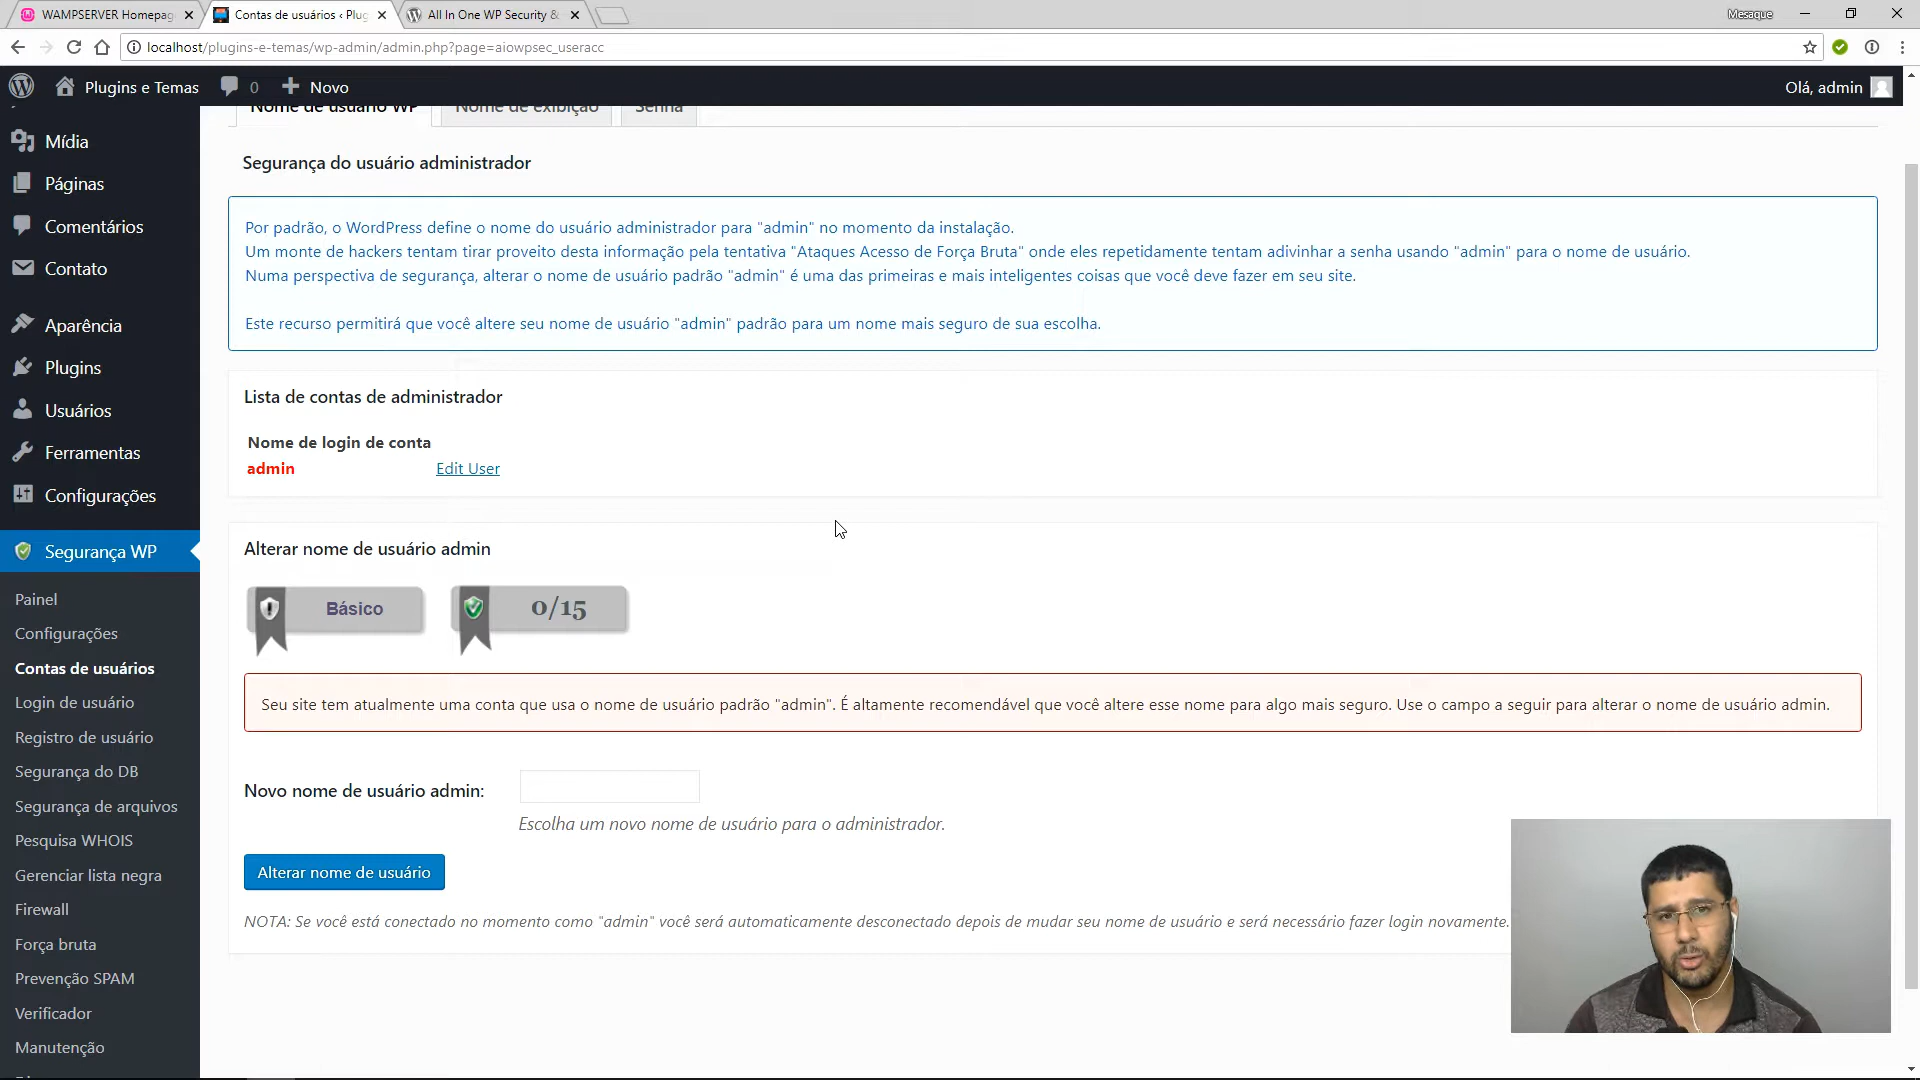 WAMPSERVER Homepag
Contas de usuários ‹ Plug
All In One WP Security &
Mesaque
localhost/plugins-e-temas/wp-admin/admin.php?page=aiowpsec_useracc
Plugins e Temas
0
Novo
Olá, admin
Nome de usuário WP
Nome de exibição
Senha
Mídia
Páginas
Comentários
Contato
Aparência
Plugins
Usuários
Ferramentas
Configurações
Segurança WP
Painel
Configurações
Contas de usuários
Login de usuário
Registro de usuário
Segurança do DB
Segurança de arquivos
Pesquisa WHOIS
Gerenciar lista negra
Firewall
Força bruta
Prevenção SPAM
Verificador
Manutenção
Segurança do usuário administrador
Por padrão, o WordPress define o nome do usuário administrador para "admin" no momento da instalação.
Um monte de hackers tentam tirar proveito desta informação pela tentativa "Ataques Acesso de Força Bruta" onde eles repetidamente tentam adivinhar a senha usando "admin" para o nome de usuário.
Numa perspectiva de segurança, alterar o nome de usuário padrão "admin" é uma das primeiras e mais inteligentes coisas que você deve fazer em seu site.
Este recurso permitirá que você altere seu nome de usuário "admin" padrão para um nome mais seguro de sua escolha.
Lista de contas de administrador
Nome de login de conta
admin Edit User
Alterar nome de usuário admin
Básico
0/15
Seu site tem atualmente uma conta que usa o nome de usuário padrão "admin". É altamente recomendável que você altere esse nome para algo mais seguro. Use o campo a seguir para alterar o nome de usuário admin.
Novo nome de usuário admin:
Escolha um novo nome de usuário para o administrador.
Alterar nome de usuário
NOTA: Se você está conectado no momento como "admin" você será automaticamente desconectado depois de mudar seu nome de usuário e será necessário fazer login novamente.